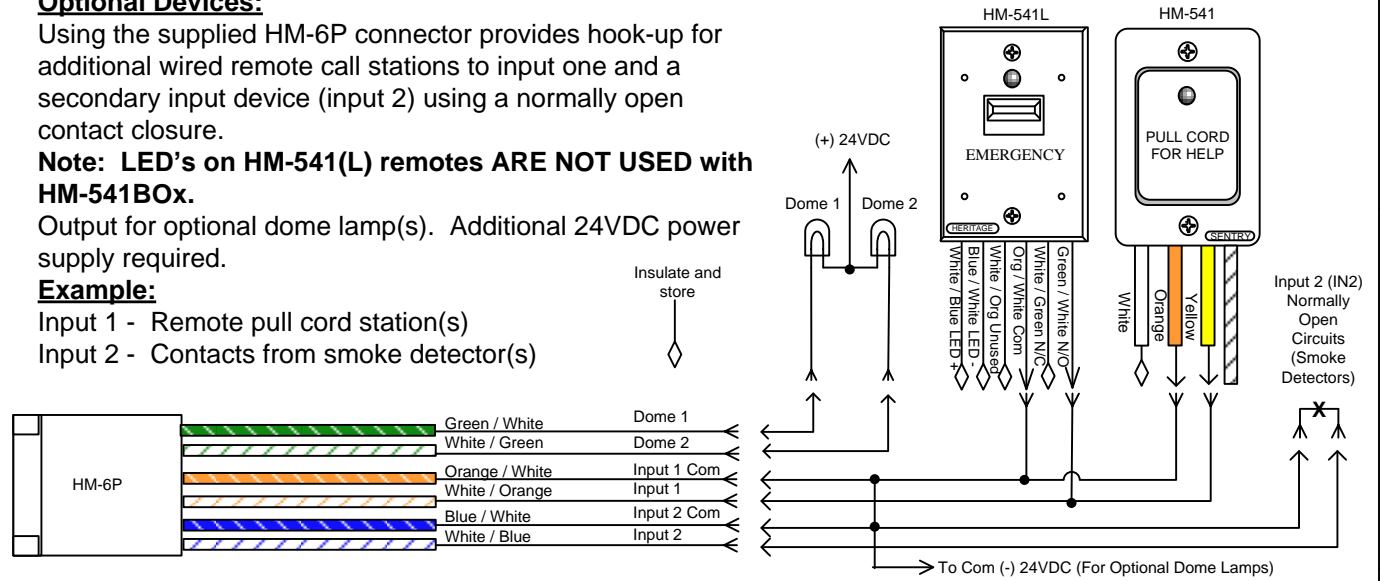 Optional Devices:
Using the supplied HM-6P connector provides hook-up for
additional wired remote call stations to input one and a
secondary input device (input 2) using a normally open
contact closure.
Note: LED's on HM-541(L) remotes ARE NOT USED with
HM-541BOx.
Output for optional dome lamp(s). Additional 24VDC power
supply required.
Example:
Input 1 - Remote pull cord station(s)
Input 2 - Contacts from smoke detector(s)
Insulate and
store
(+) 24VDC
Dome 1
Dome 2
HM-541L
EMERGENCY
HERITAGE
White / Blue LED +
Blue / White LED -
White / Org Unused
Org / White Com
White / Green N/C
Green / White N/O
HM-541
PULL CORD
FOR HELP
SENTRY
White
Orange
Yellow
Input 2 (IN2)
Normally
Open
Circuits
(Smoke
Detectors)
X
HM-6P
Green / White Dome 1
White / Green Dome 2
Orange / White Input 1 Com
White / Orange Input 1
Blue / White Input 2 Com
White / Blue Input 2
To Com (-) 24VDC (For Optional Dome Lamps)